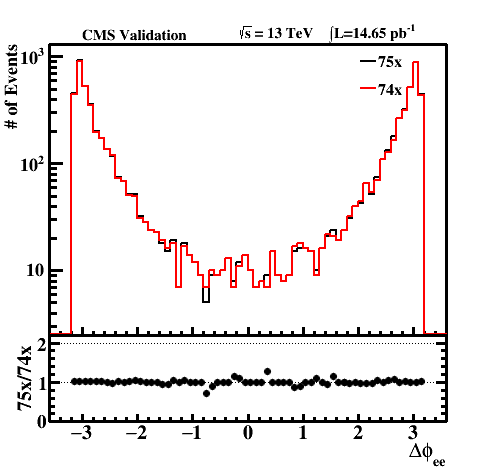 CMS Validation √s = 13 TeV ∫L=14.65 pb⁻¹
# of Events
10³
10²
10
75x
74x
75x/74x
2
1
0
−3 −2 −1 0 1 2 3
Δϕee